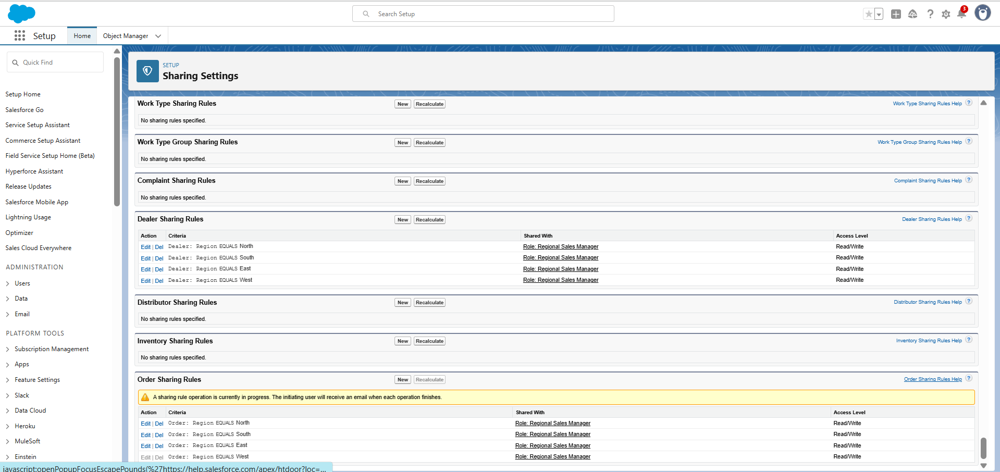 Search Setup
3
Setup
Home
Object Manager
Quick Find
Setup Home
Salesforce Go
Service Setup Assistant
Commerce Setup Assistant
Field Service Setup Home (Beta)
Hyperforce Assistant
Release Updates
Salesforce Mobile App
Lightning Usage
Optimizer
Sales Cloud Everywhere
ADMINISTRATION
Users
Data
Email
PLATFORM TOOLS
Subscription Management
Apps
Feature Settings
Slack
Data Cloud
Heroku
MuleSoft
Einstein
SETUP
Sharing Settings
Work Type Sharing Rules New Recalculate Work Type Sharing Rules Help ?
No sharing rules specified.
Work Type Group Sharing Rules New Recalculate Work Type Group Sharing Rules Help ?
No sharing rules specified.
Complaint Sharing Rules New Recalculate Complaint Sharing Rules Help ?
No sharing rules specified.
Dealer Sharing Rules New Recalculate Dealer Sharing Rules Help ?
Action Criteria Shared With Access Level
Edit | Del Dealer: Region EQUALS North Role: Regional Sales Manager Read/Write
Edit | Del Dealer: Region EQUALS South Role: Regional Sales Manager Read/Write
Edit | Del Dealer: Region EQUALS East Role: Regional Sales Manager Read/Write
Edit | Del Dealer: Region EQUALS West Role: Regional Sales Manager Read/Write
Distributor Sharing Rules New Recalculate Distributor Sharing Rules Help ?
No sharing rules specified.
Inventory Sharing Rules New Recalculate Inventory Sharing Rules Help ?
No sharing rules specified.
Order Sharing Rules New Recalculate Order Sharing Rules Help ?
A sharing rule operation is currently in progress. The initiating user will receive an email when each operation finishes.
Action Criteria Shared With Access Level
Edit | Del Order: Region EQUALS North Role: Regional Sales Manager Read/Write
Edit | Del Order: Region EQUALS South Role: Regional Sales Manager Read/Write
Edit | Del Order: Region EQUALS East Role: Regional Sales Manager Read/Write
Edit | Del Order: Region EQUALS West Role: Regional Sales Manager Read/Write
javascript:openPopupFocusEscapePounds(%27https://help.salesforce.com/apex/htdoor?loc=...